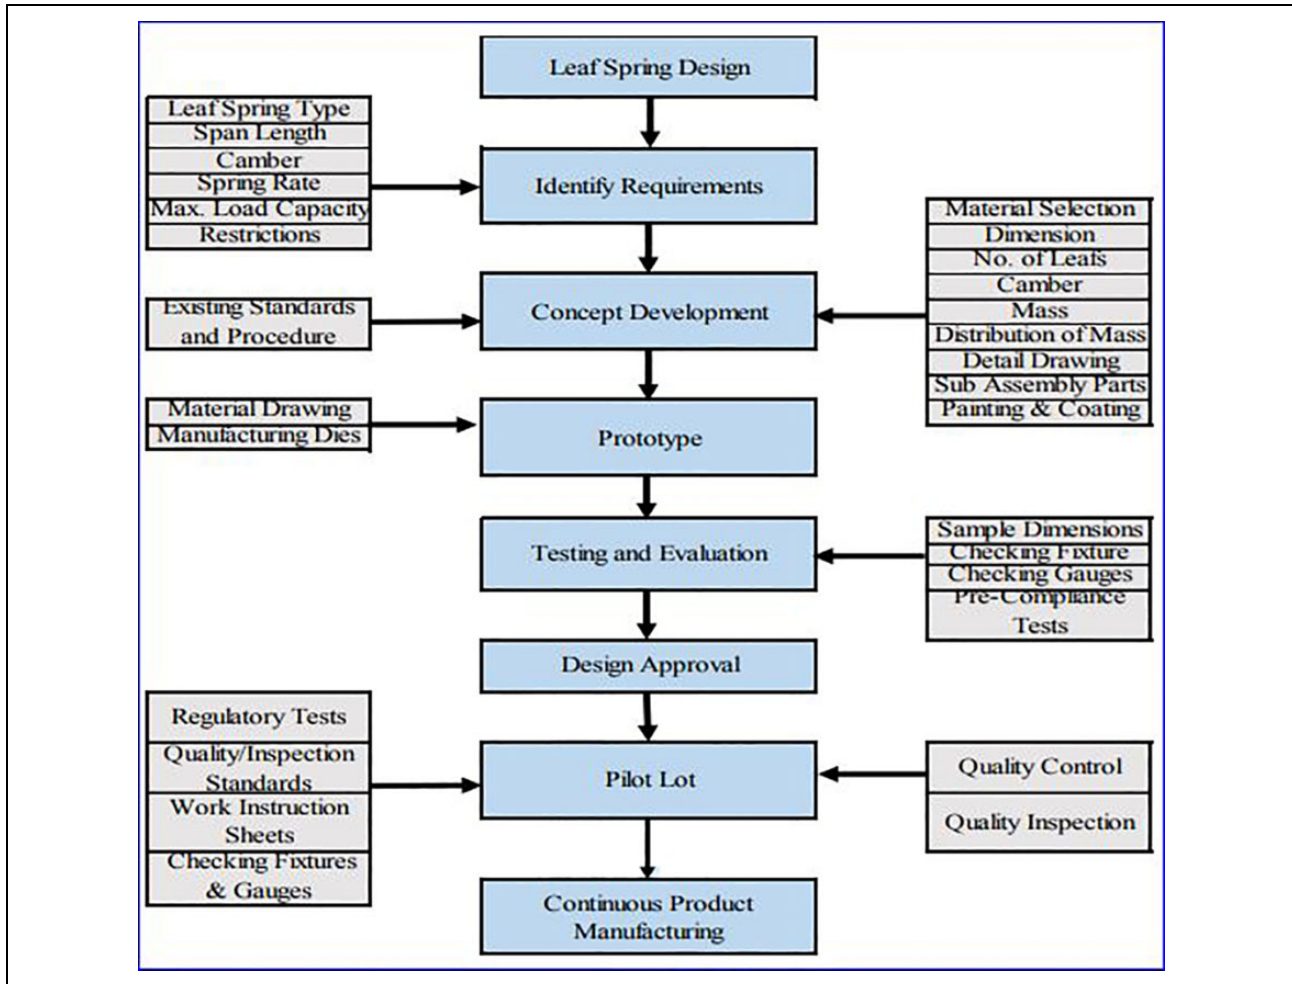 Leaf Spring Design
Leaf Spring Type
Span Length
Camber
Spring Rate
Max. Load Capacity
Restrictions
Identify Requirements
Material Selection
Dimension
No. of Leafs
Camber
Mass
Distribution of Mass
Detail Drawing
Sub Assembly Parts
Painting & Coating
Existing Standards
and Procedure
Concept Development
Material Drawing
Manufacturing Dies
Prototype
Testing and Evaluation
Sample Dimensions
Checking Fixture
Checking Gauges
Pre-Compliance
Tests
Design Approval
Regulatory Tests
Quality/Inspection
Standards
Work Instruction
Sheets
Checking Fixtures
& Gauges
Pilot Lot
Quality Control
Quality Inspection
Continuous Product
Manufacturing